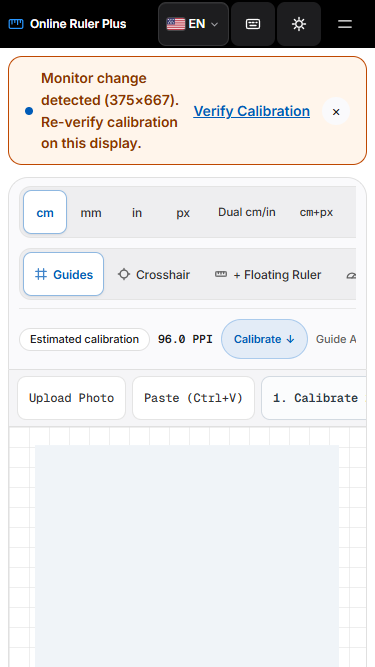 Online Ruler Plus
EN
Monitor change
detected (375×667).
Re-verify calibration
on this display.
Verify Calibration
×
cm
mm
in
px
Dual cm/in
cm+px
Guides
Crosshair
+ Floating Ruler
Estimated calibration
96.0 PPI
Calibrate ↓
Guide A
Upload Photo
Paste (Ctrl+V)
1. Calibrate